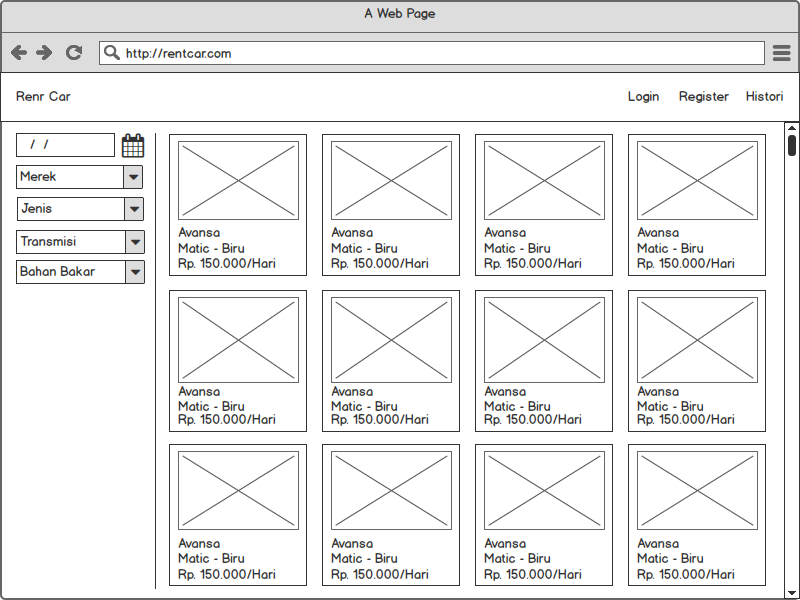 A Web Page
http://rentcar.com
Renr Car
Login Register Histori
/ /
Merek
Jenis
Transmisi
Bahan Bakar
Avansa
Matic - Biru
Rp. 150.000/Hari
Avansa
Matic - Biru
Rp. 150.000/Hari
Avansa
Matic - Biru
Rp. 150.000/Hari
Avansa
Matic - Biru
Rp. 150.000/Hari
Avansa
Matic - Biru
Rp. 150.000/Hari
Avansa
Matic - Biru
Rp. 150.000/Hari
Avansa
Matic - Biru
Rp. 150.000/Hari
Avansa
Matic - Biru
Rp. 150.000/Hari
Avansa
Matic - Biru
Rp. 150.000/Hari
Avansa
Matic - Biru
Rp. 150.000/Hari
Avansa
Matic - Biru
Rp. 150.000/Hari
Avansa
Matic - Biru
Rp. 150.000/Hari